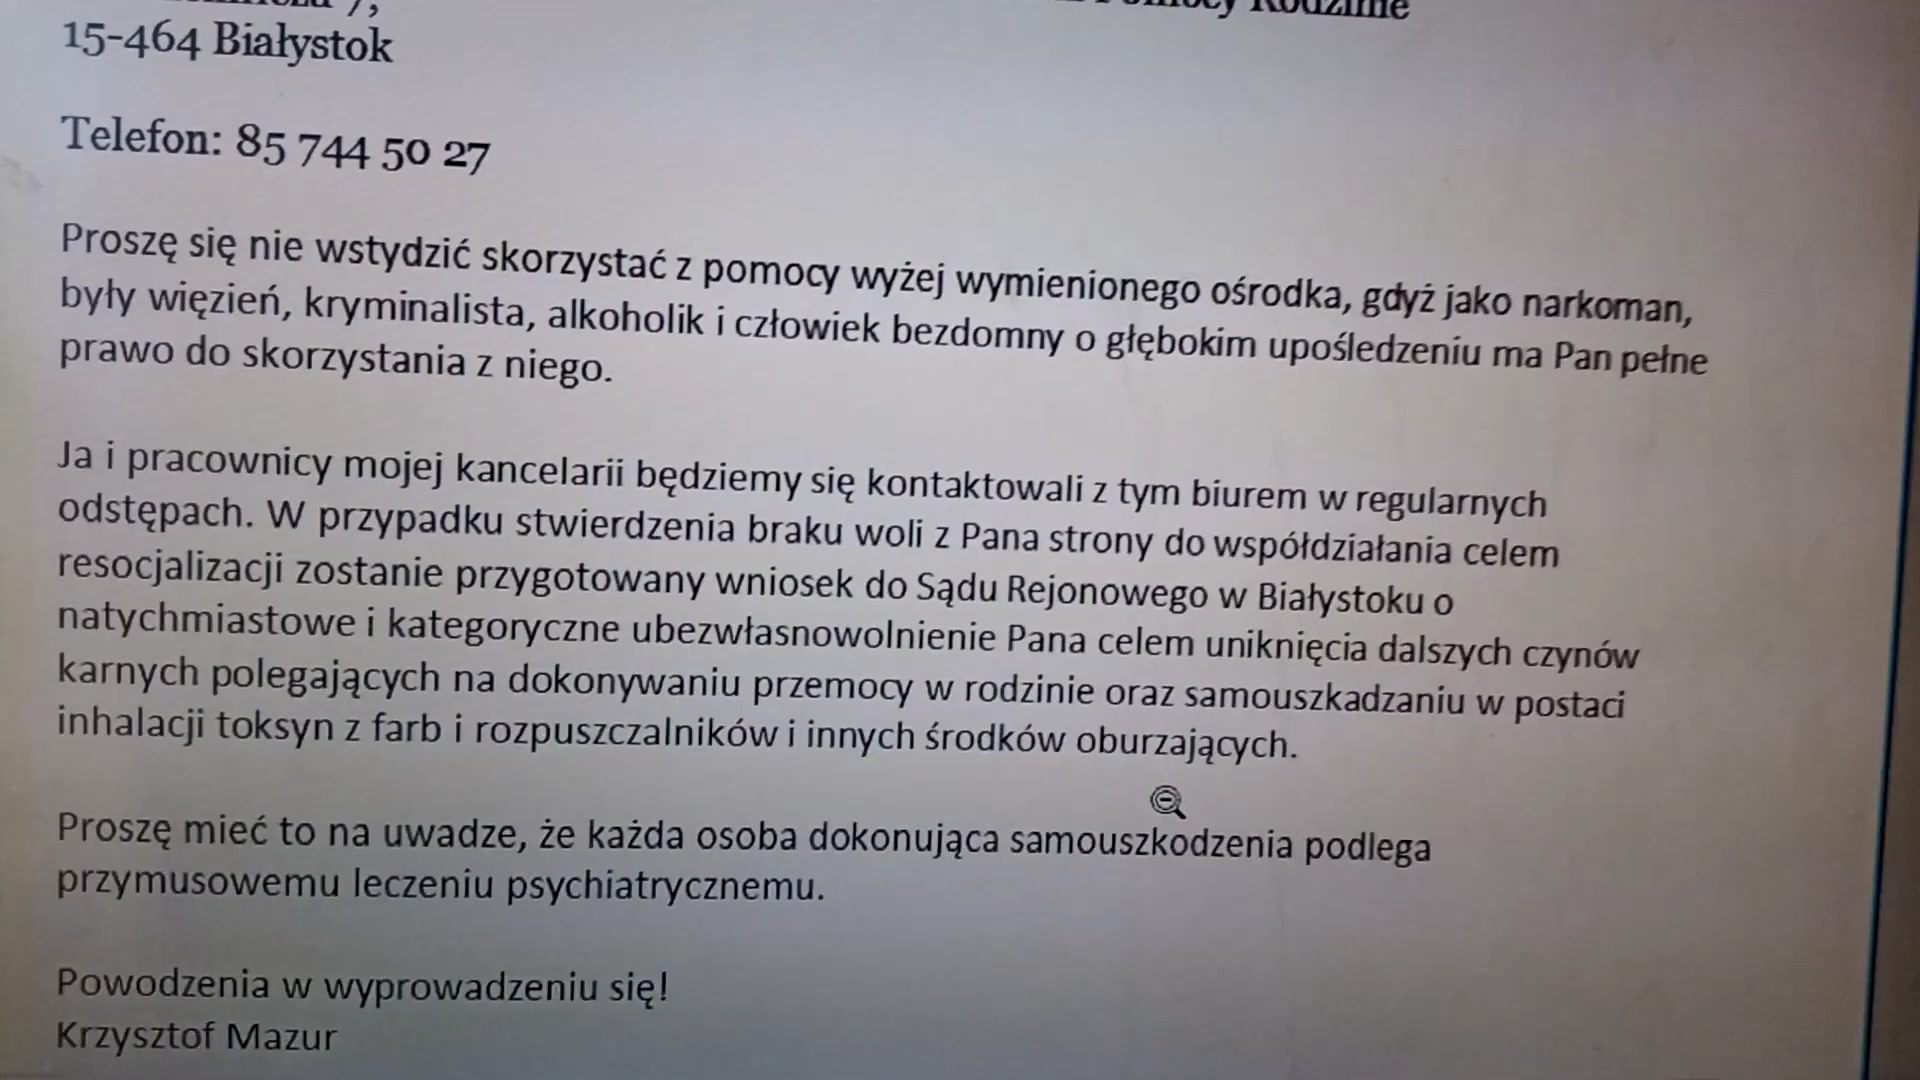 7,
Pomocy Rodzinie
15-464 Białystok
Telefon: 85 744 50 27
Proszę się nie wstydzić skorzystać z pomocy wyżej wymienionego ośrodka, gdyż jako narkoman,
były więzień, kryminalista, alkoholik i człowiek bezdomny o głębokim upośledzeniu ma Pan pełne
prawo do skorzystania z niego.
Ja i pracownicy mojej kancelarii będziemy się kontaktowali z tym biurem w regularnych
odstępach. W przypadku stwierdzenia braku woli z Pana strony do współdziałania celem
resocjalizacji zostanie przygotowany wniosek do Sądu Rejonowego w Białystoku o
natychmiastowe i kategoryczne ubezwłasnowolnienie Pana celem uniknięcia dalszych czynów
karnych polegających na dokonywaniu przemocy w rodzinie oraz samouszkadzaniu w postaci
inhalacji toksyn z farb i rozpuszczalników i innych środków oburzających.
Proszę mieć to na uwadze, że każda osoba dokonująca samouszkodzenia podlega
przymusowemu leczeniu psychiatrycznemu.
Powodzenia w wyprowadzeniu się!
Krzysztof Mazur